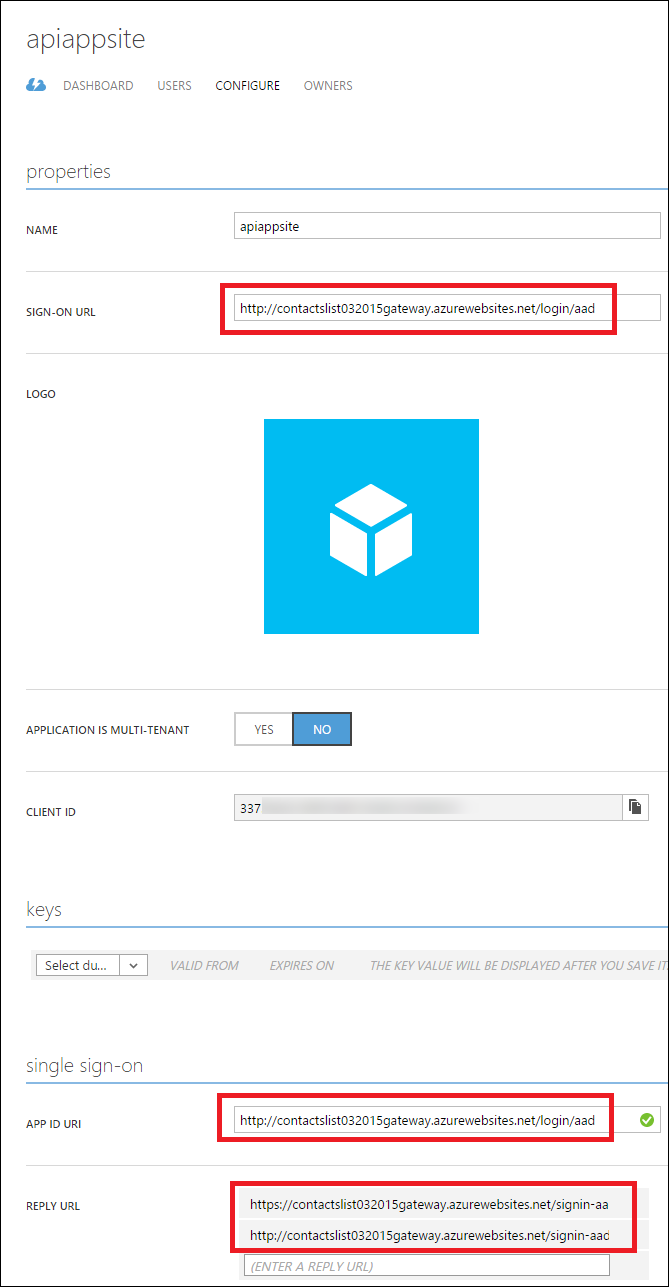 apiappsite
DASHBOARD USERS CONFIGURE OWNERS
properties
NAME apiappsite
SIGN-ON URL http://contactslist032015gateway.azurewebsites.net/login/aad
LOGO
APPLICATION IS MULTI-TENANT YES NO
CLIENT ID 337
keys
Select du... VALID FROM EXPIRES ON THE KEY VALUE WILL BE DISPLAYED AFTER YOU SAVE IT.
single sign-on
APP ID URI http://contactslist032015gateway.azurewebsites.net/login/aad
REPLY URL https://contactslist032015gateway.azurewebsites.net/signin-aa
http://contactslist032015gateway.azurewebsites.net/signin-aad
(ENTER A REPLY URL)